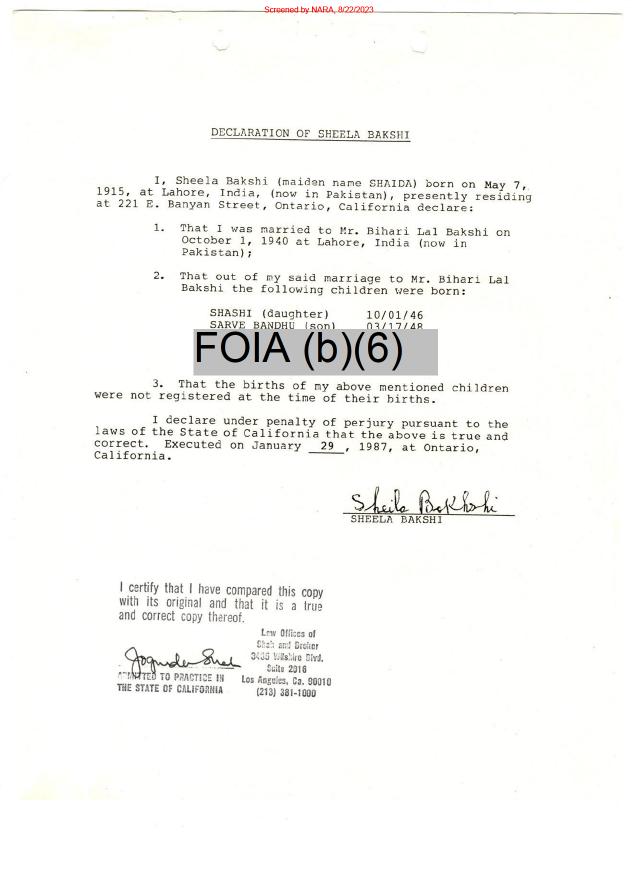 Screened by NARA, 8/22/2023
DECLARATION OF SHEELA BAKSHI
I, Sheela Bakshi (maiden name SHAIDA) born on May 7,
1915, at Lahore, India, (now in Pakistan), presently residing
at 221 E. Banyan Street, Ontario, California declare:
1. That I was married to Mr. Bihari Lal Bakshi on
October 1, 1940 at Lahore, India (now in
Pakistan);
2. That out of my said marriage to Mr. Bihari Lal
Bakshi the following children were born:
SHASHI (daughter) 10/01/46
SARVE BANDHU (son) 03/17/48
FOIA (b)(6)
3. That the births of my above mentioned children
were not registered at the time of their births.
I declare under penalty of perjury pursuant to the
laws of the State of California that the above is true and
correct. Executed on January 29, 1987, at Ontario,
California.
Sheila Bakhshi
SHEELA BAKSHI
I certify that I have compared this copy
with its original and that it is a true
and correct copy thereof.
Law Offices of
Shah and Broker
3435 Wilshire Blvd.
Suite 2016
Los Angeles, Ca. 90010
(213) 381-1000
Joginder Shah
ADMITTED TO PRACTICE IN
THE STATE OF CALIFORNIA